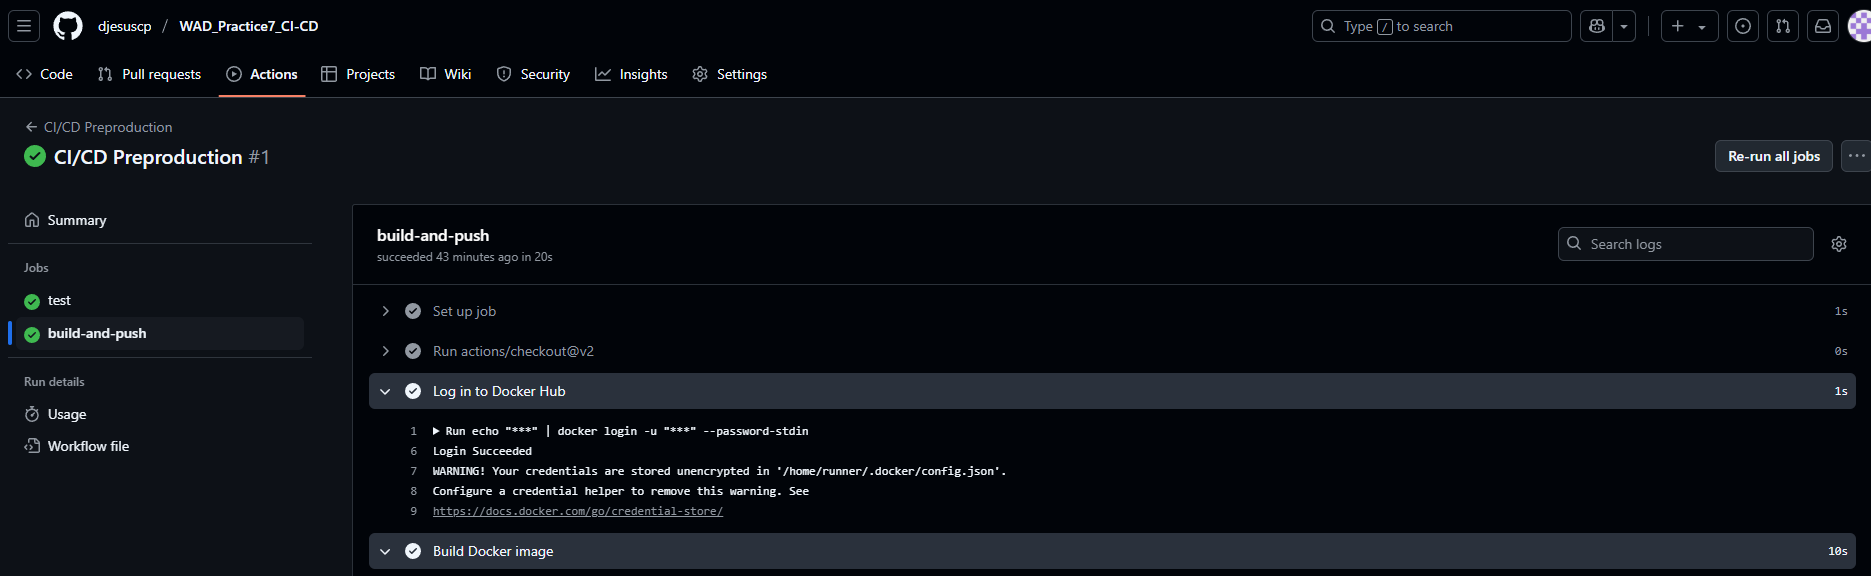 djesuscp / WAD_Practice7_CI-CD
Type / to search
Code
Pull requests
Actions
Projects
Wiki
Security
Insights
Settings
CI/CD Preproduction
CI/CD Preproduction #1
Re-run all jobs
Summary
Jobs
test
build-and-push
Run details
Usage
Workflow file
build-and-push
succeeded 43 minutes ago in 20s
Search logs
Set up job 1s
Run actions/checkout@v2 0s
Log in to Docker Hub 1s
1 Run echo "***" | docker login -u "***" --password-stdin
6 Login Succeeded
7 WARNING! Your credentials are stored unencrypted in '/home/runner/.docker/config.json'.
8 Configure a credential helper to remove this warning. See
9 https://docs.docker.com/go/credential-store/
Build Docker image 10s